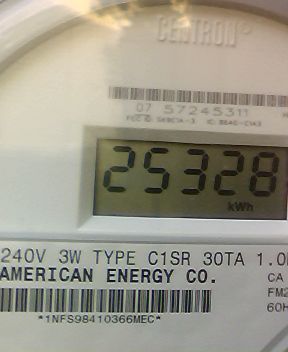 CENTRON®
07 57245311
25328
kWh
240V 3W TYPE C1SR 30TA 1.0
AMERICAN ENERGY CO.
CA
FM2
60H
*1NFS98410366MEC*